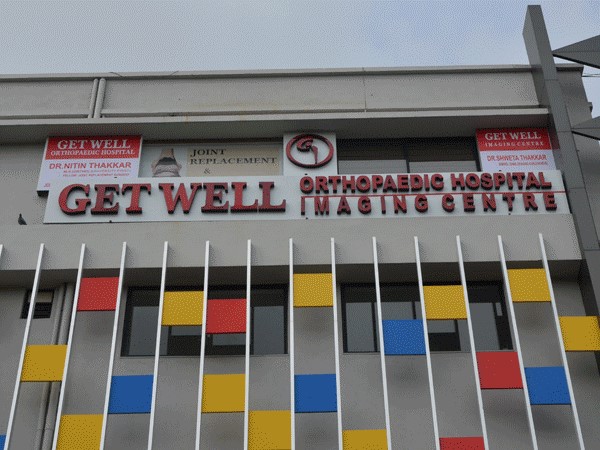 GET WELL
ORTHOPAEDIC HOSPITAL
DR.NITIN THAKKAR
JOINT
REPLACEMENT
&
GET WELL
IMAGING CENTRE
DR.SHWETA THAKKAR
GET WELL
ORTHOPAEDIC HOSPITAL
IMAGING CENTRE